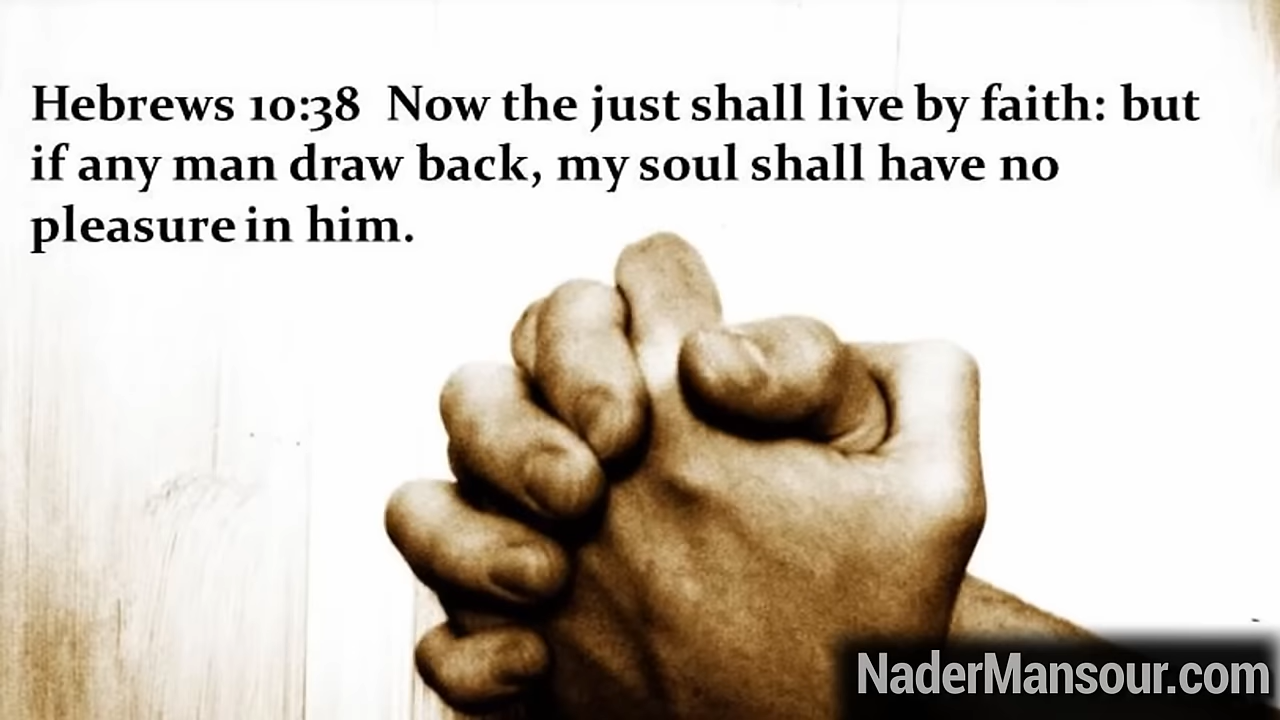 Hebrews 10:38  Now the just shall live by faith: but
if any man draw back, my soul shall have no
pleasure in him.
NaderMansour.com